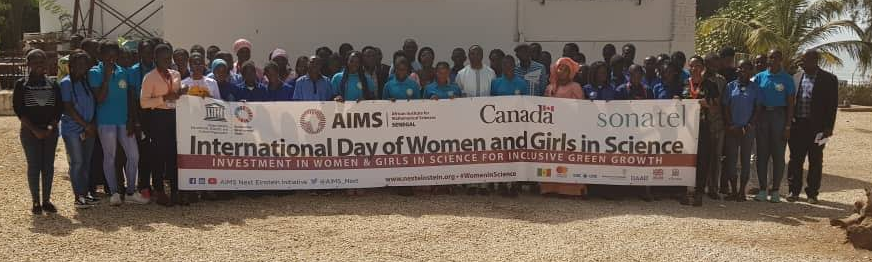 AIMS
African Institute for
Mathematical Sciences
SENEGAL
Canada
sonatel
International Day of Women and Girls in Science
INVESTMENT IN WOMEN & GIRLS IN SCIENCE FOR INCLUSIVE GREEN GROWTH
AIMS Next Einstein Initiative
@AIMS_Next
www.nexteinstein.org • #WomeninScience
DAAD